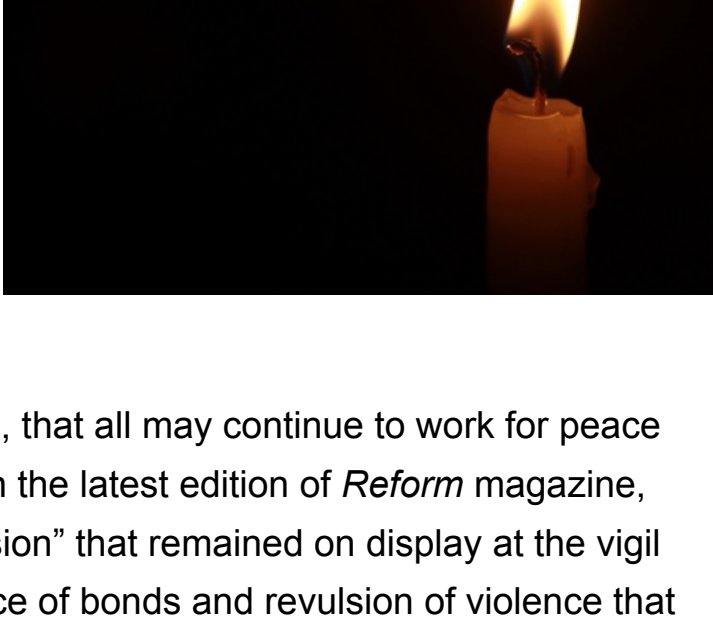 , that all may continue to work for peace
the latest edition of Reform magazine,
that remained on display at the vigil
of bonds and revulsion of violence that